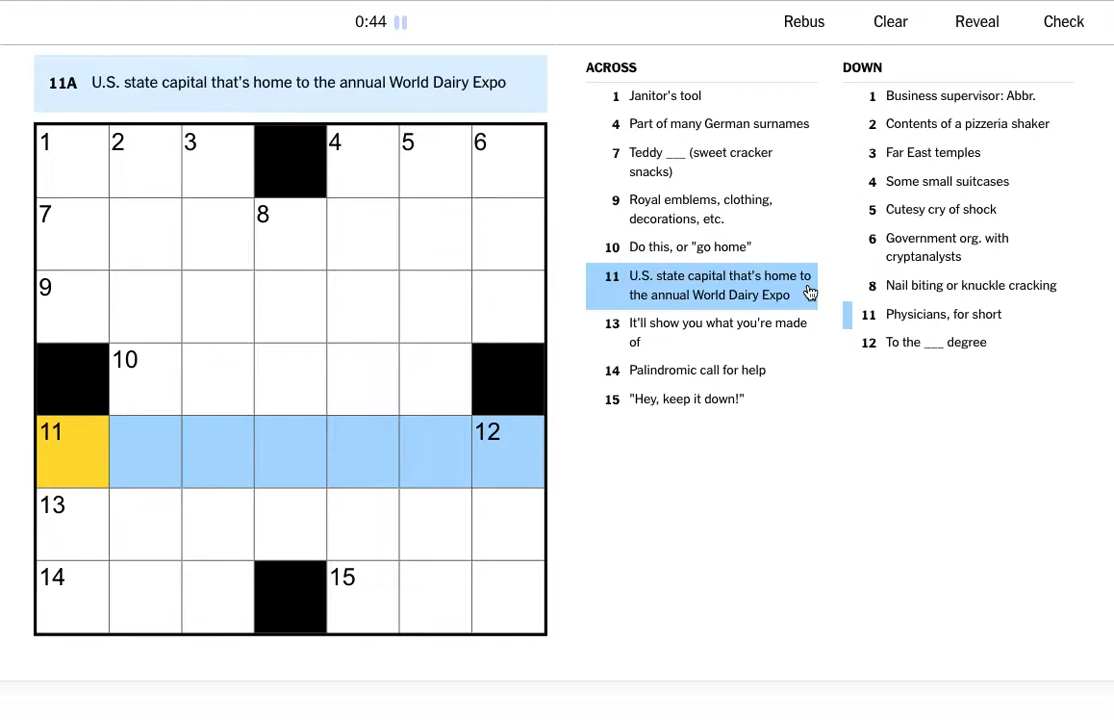 0:44
Rebus Clear Reveal Check
11A U.S. state capital that's home to the annual World Dairy Expo
1 2 3 4 5 6
7 8
9
10
11 12
13
14 15
ACROSS
1 Janitor's tool
4 Part of many German surnames
7 Teddy ___ (sweet cracker
snacks)
9 Royal emblems, clothing,
decorations, etc.
10 Do this, or "go home"
11 U.S. state capital that's home to
the annual World Dairy Expo
13 It'll show you what you're made
of
14 Palindromic call for help
15 "Hey, keep it down!"
DOWN
1 Business supervisor: Abbr.
2 Contents of a pizzeria shaker
3 Far East temples
4 Some small suitcases
5 Cutesy cry of shock
6 Government org. with
cryptanalysts
8 Nail biting or knuckle cracking
11 Physicians, for short
12 To the ___ degree